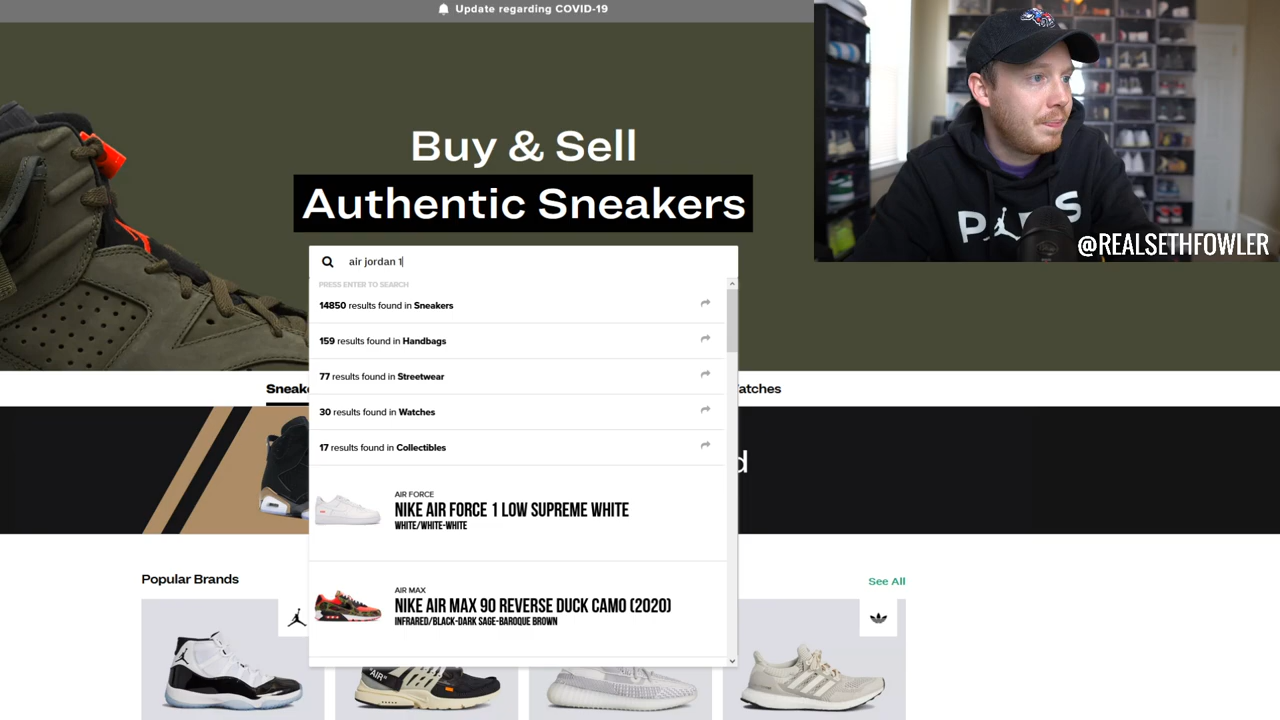 Update regarding COVID-19
Buy & Sell
Authentic Sneakers
@REALSETHFOWLER
air jordan 1
PRESS ENTER TO SEARCH
14850 results found in Sneakers
159 results found in Handbags
77 results found in Streetwear
30 results found in Watches
17 results found in Collectibles
AIR FORCE
NIKE AIR FORCE 1 LOW SUPREME WHITE
WHITE/WHITE-WHITE
AIR MAX
NIKE AIR MAX 90 REVERSE DUCK CAMO (2020)
INFRARED/BLACK-DARK SAGE-BAROQUE BROWN
Sneak
atches
d
Popular Brands
See All
"AIR"